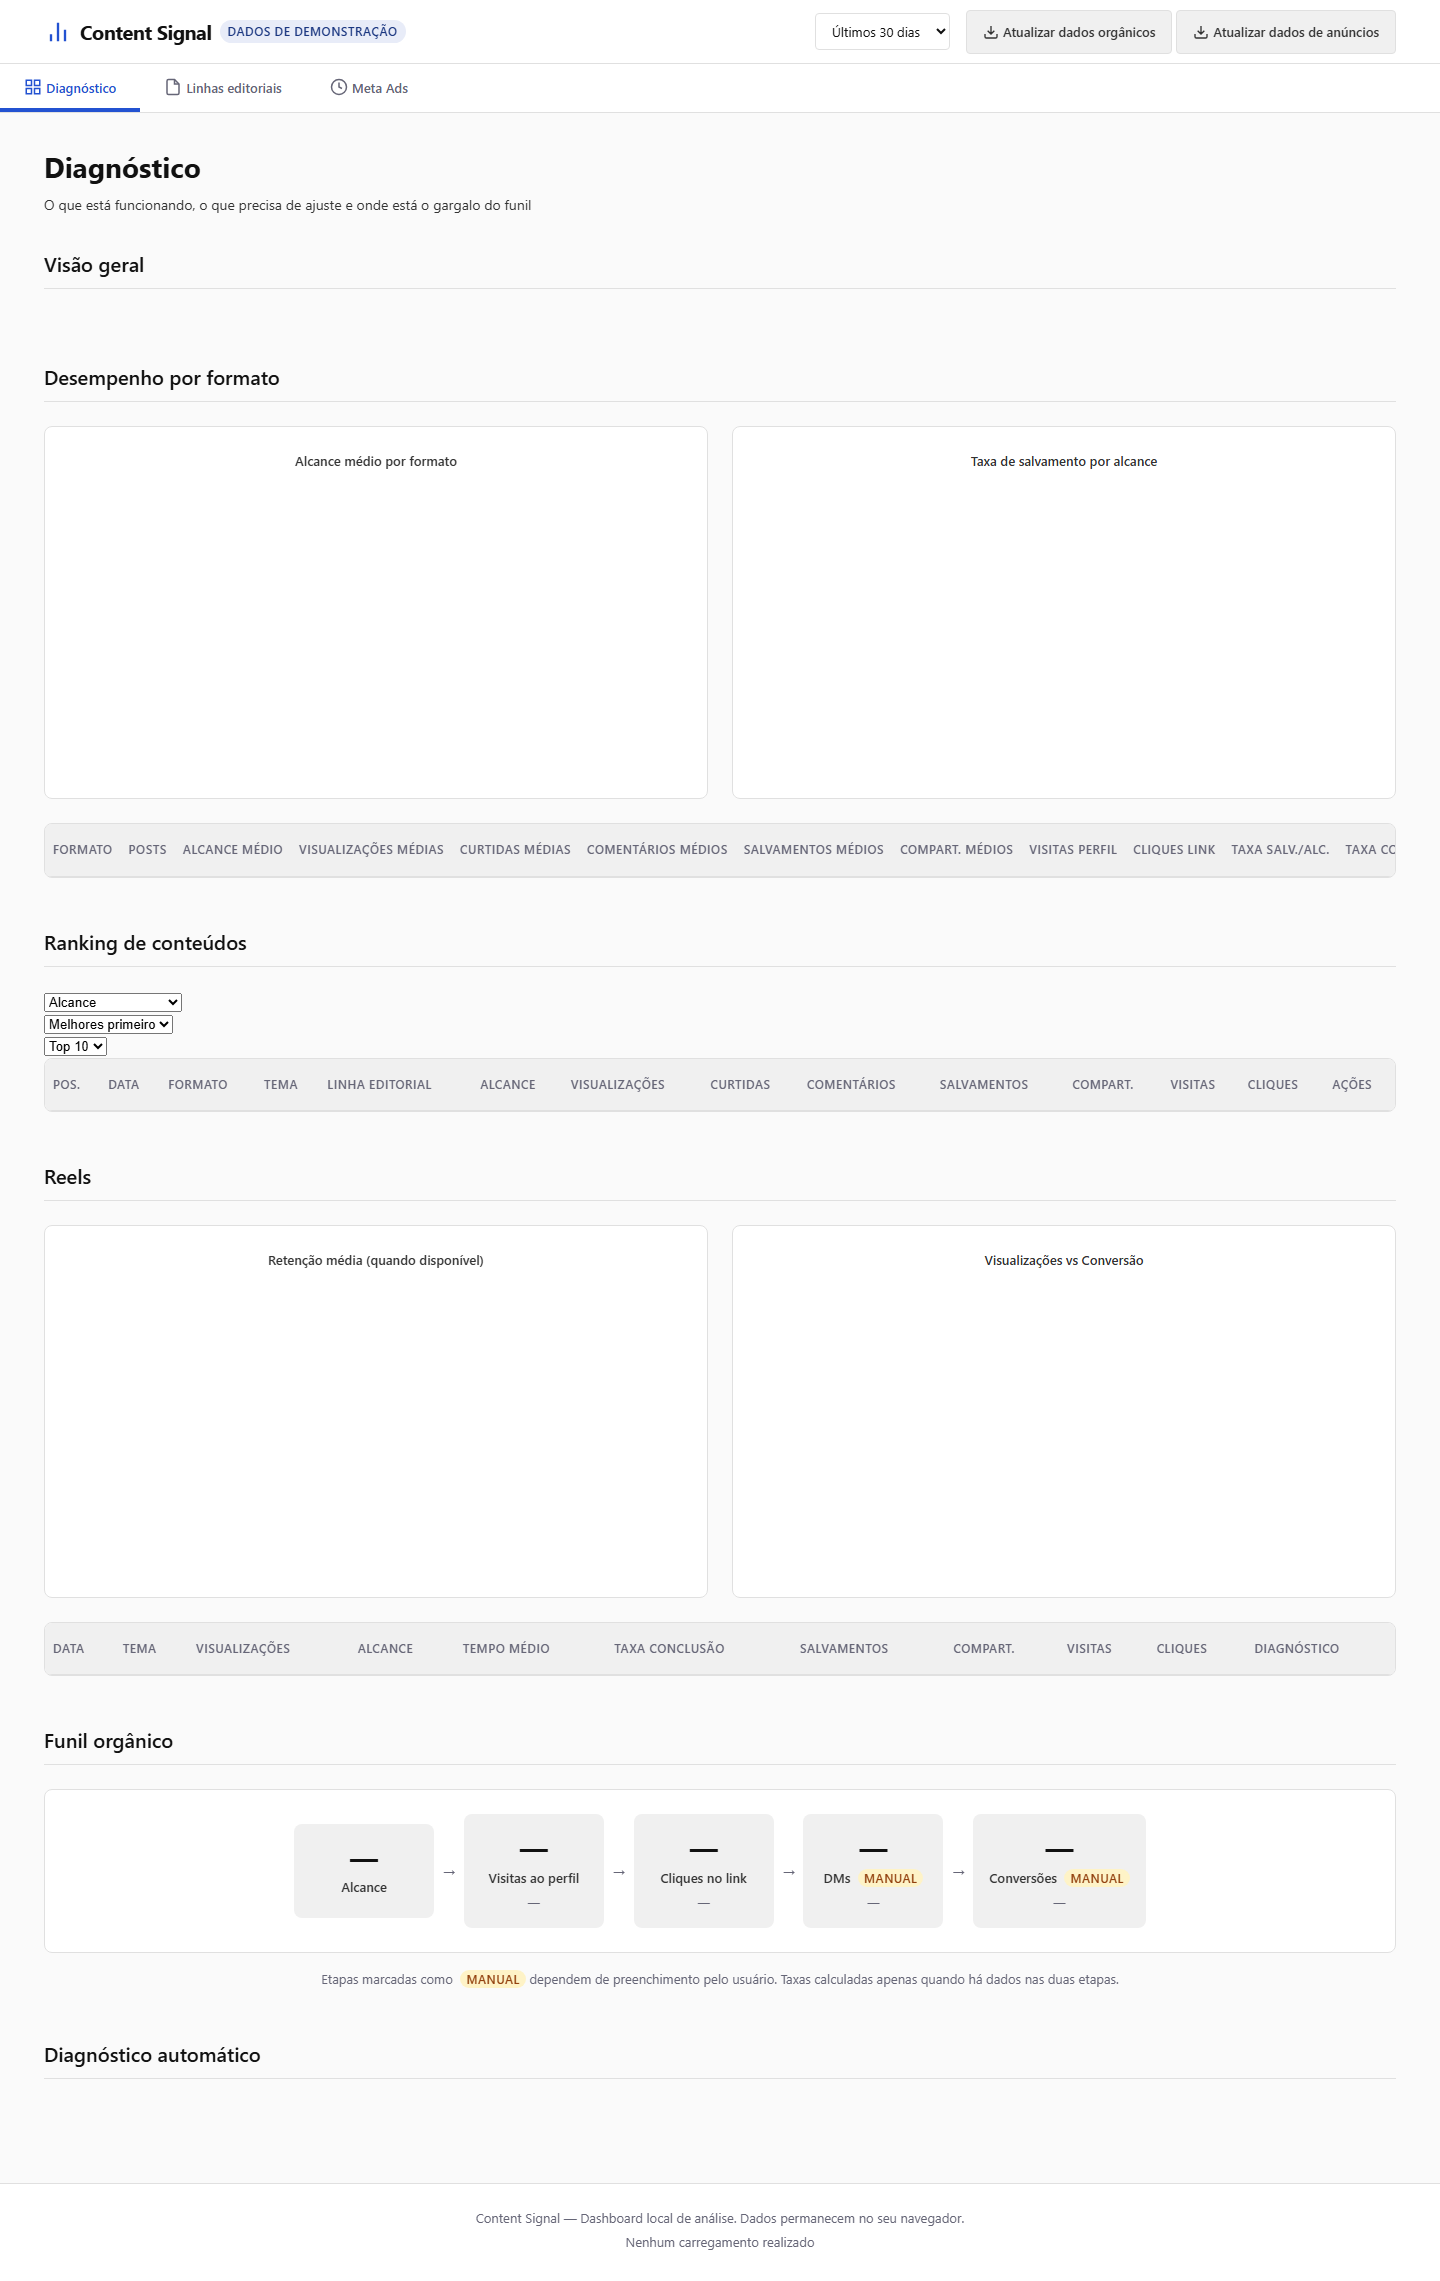 Content Signal DADOS DE DEMONSTRAÇÃO Últimos 30 dias Atualizar dados orgânicos Atualizar dados de anúncios
Diagnóstico Linhas editoriais Meta Ads
Diagnóstico
O que está funcionando, o que precisa de ajuste e onde está o gargalo do funil
Visão geral
Desempenho por formato
Alcance médio por formato Taxa de salvamento por alcance
FORMATO POSTS ALCANCE MÉDIO VISUALIZAÇÕES MÉDIAS CURTIDAS MÉDIAS COMENTÁRIOS MÉDIOS SALVAMENTOS MÉDIOS COMPART. MÉDIOS VISITAS PERFIL CLIQUES LINK TAXA SALV./ALC. TAXA CO
Ranking de conteúdos
Alcance
Melhores primeiro
Top 10
POS. DATA FORMATO TEMA LINHA EDITORIAL ALCANCE VISUALIZAÇÕES CURTIDAS COMENTÁRIOS SALVAMENTOS COMPART. VISITAS CLIQUES AÇÕES
Reels
Retenção média (quando disponível) Visualizações vs Conversão
DATA TEMA VISUALIZAÇÕES ALCANCE TEMPO MÉDIO TAXA CONCLUSÃO SALVAMENTOS COMPART. VISITAS CLIQUES DIAGNÓSTICO
Funil orgânico
— → — → — → — → —
Alcance Visitas ao perfil Cliques no link DMs MANUAL Conversões MANUAL
— — — —
Etapas marcadas como MANUAL dependem de preenchimento pelo usuário. Taxas calculadas apenas quando há dados nas duas etapas.
Diagnóstico automático
Content Signal — Dashboard local de análise. Dados permanecem no seu navegador.
Nenhum carregamento realizado